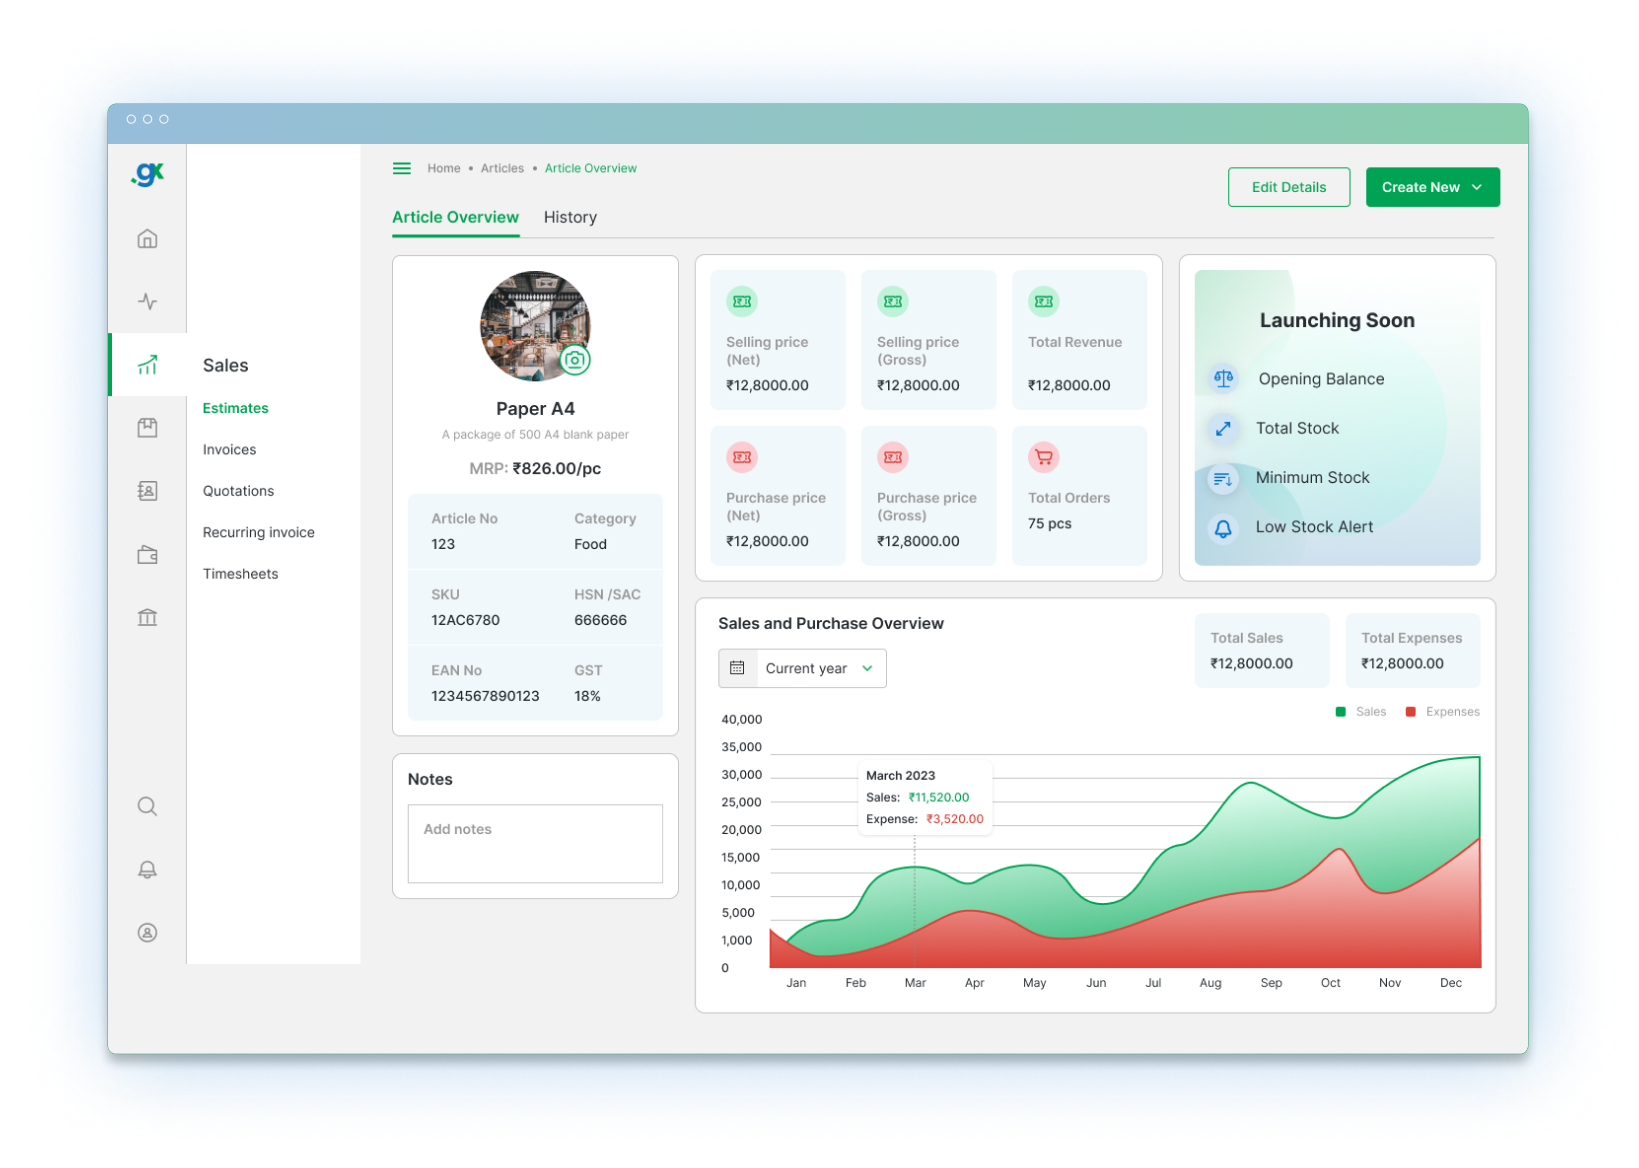 .gx
Home • Articles • Article Overview
Edit Details
Create New
Article Overview
History
Sales
Estimates
Invoices
Quotations
Recurring invoice
Timesheets
Paper A4
A package of 500 A4 blank paper
MRP: ₹826.00/pc
Article No
Category
123
Food
SKU
HSN /SAC
12AC6780
666666
EAN No
GST
1234567890123
18%
Notes
Add notes
Selling price
(Net)
₹12,8000.00
Selling price
(Gross)
₹12,8000.00
Total Revenue
₹12,8000.00
Purchase price
(Net)
₹12,8000.00
Purchase price
(Gross)
₹12,8000.00
Total Orders
75 pcs
Launching Soon
Opening Balance
Total Stock
Minimum Stock
Low Stock Alert
Sales and Purchase Overview
Current year
Total Sales
₹12,8000.00
Total Expenses
₹12,8000.00
Sales
Expenses
40,000
35,000
30,000
25,000
20,000
15,000
10,000
5,000
1,000
0
March 2023
Sales: ₹11,520.00
Expense: ₹3,520.00
Jan Feb Mar Apr May Jun Jul Aug Sep Oct Nov Dec